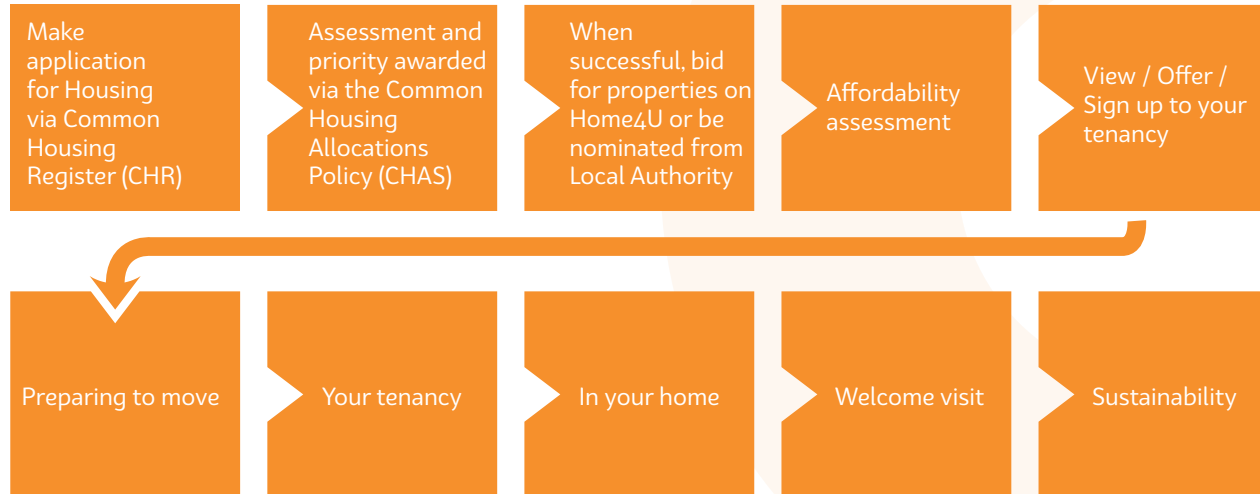 Make
application
for Housing
via Common
Housing
Register (CHR)
Assessment and
priority awarded
via the Common
Housing
Allocations
Policy (CHAS)
When
successful, bid
for properties on
Home4U or be
nominated from
Local Authority
Affordability
assessment
View / Offer /
Sign up to your
tenancy
Preparing to move
Your tenancy
In your home
Welcome visit
Sustainability